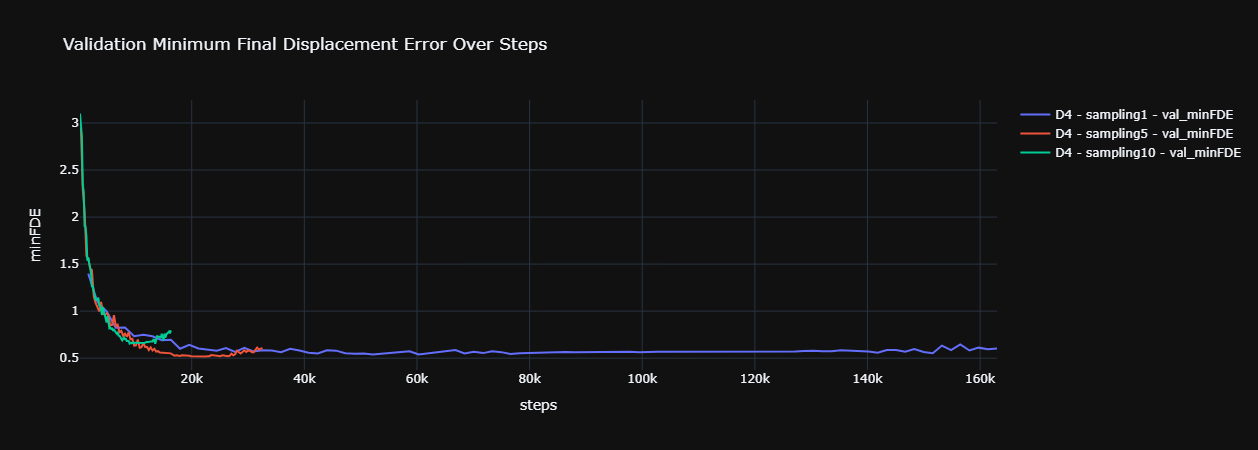 Validation Minimum Final Displacement Error Over Steps
3
2.5
2
1.5
1
0.5
minFDE
20k 40k 60k 80k 100k 120k 140k 160k
steps
D4 - sampling1 - val_minFDE
D4 - sampling5 - val_minFDE
D4 - sampling10 - val_minFDE